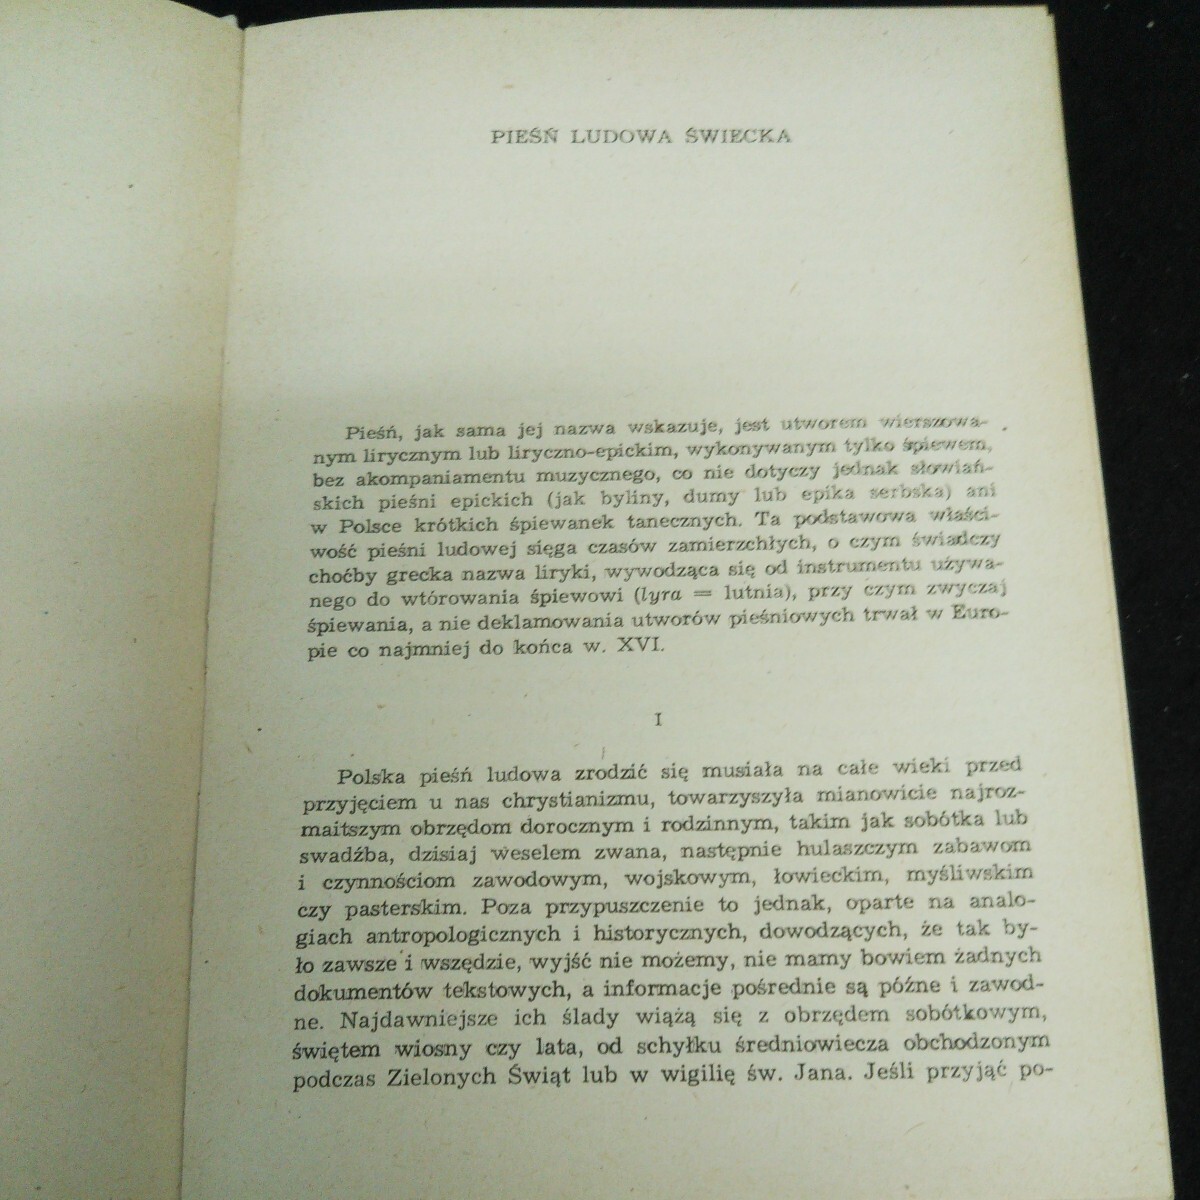 PIEŚŃ LUDOWA ŚWIECKA
Pieśń, jak sama jej nazwa wskazuje, jest utworem wierszowa-
nym lirycznym lub liryczno-epickim, wykonywanym tylko śpiewem,
bez akompaniamentu muzycznego, co nie dotyczy jednak słowiań-
skich pieśni epickich (jak byliny, dumy lub epika serbska) ani
w Polsce krótkich śpiewanek tanecznych. Ta podstawowa właści-
wość pieśni ludowej sięga czasów zamierzchłych, o czym świadczy
choćby grecka nazwa liryki, wywodząca się od instrumentu używa-
nego do wtórowania śpiewowi (lyra = lutnia), przy czym zwyczaj
śpiewania, a nie deklamowania utworów pieśniowych trwał w Euro-
pie co najmniej do końca w. XVI.
I
Polska pieśń ludowa zrodzić się musiała na całe wieki przed
przyjęciem u nas chrystianizmu, towarzyszyła mianowicie najroz-
maitszym obrzędom dorocznym i rodzinnym, takim jak sobótka lub
swadźba, dzisiaj weselem zwana, następnie hulaszczym zabawom
i czynnościom zawodowym, wojskowym, łowieckim, myśliwskim
czy pasterskim. Poza przypuszczenie to jednak, oparte na analo-
giach antropologicznych i historycznych, dowodzących, że tak by-
ło zawsze i wszędzie, wyjść nie możemy, nie mamy bowiem żadnych
dokumentów tekstowych, a informacje pośrednie są późne i zawod-
ne. Najdawniejsze ich ślady wiążą się z obrzędem sobótkowym,
świętem wiosny czy lata, od schyłku średniowiecza obchodzonym
podczas Zielonych Świąt lub w wigilię św. Jana. Jeśli przyjąć po-